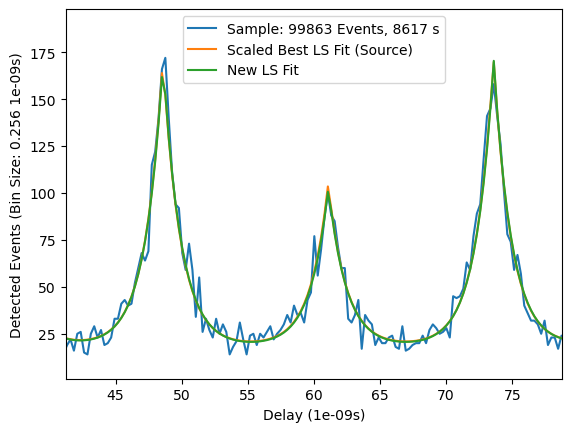 Sample: 99863 Events, 8617 s
Scaled Best LS Fit (Source)
New LS Fit
Detected Events (Bin Size: 0.256 1e-09s)
175
150
125
100
75
50
25
45 50 55 60 65 70 75
Delay (1e-09s)